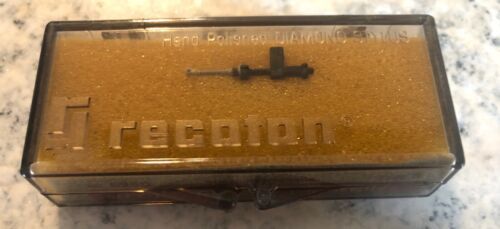 Hand Polished DIAMOND STYLUS
recoton®